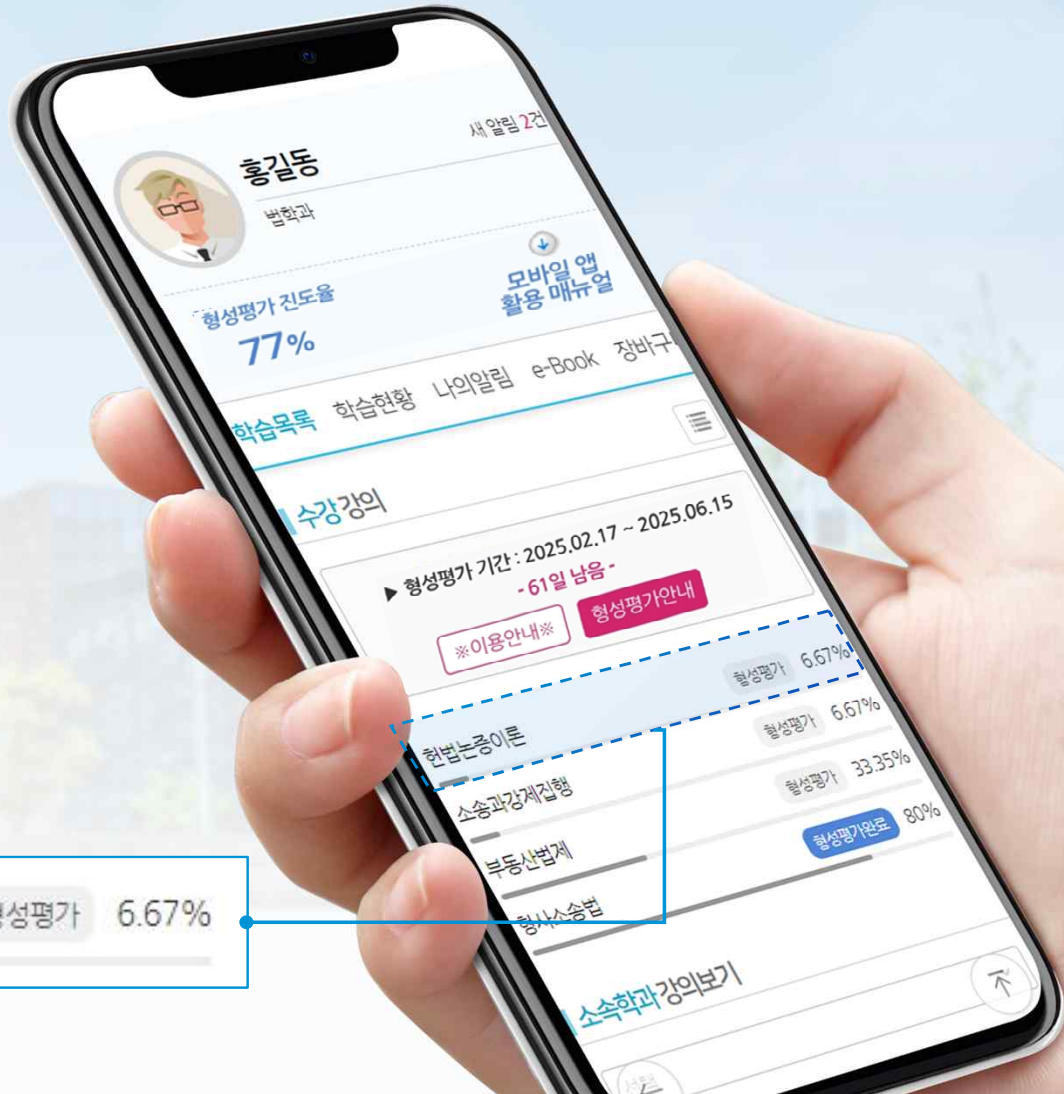 새 알림 2건
홍길동
법학과
형성평가 진도율
77%
모바일 앱
활용 매뉴얼
학습목록 학습현황 나의알림 e-Book 장바구
수강강의
▶ 형성평가 기간 : 2025.02.17 ~ 2025.06.15
- 61일 남음 -
※이용안내※ 형성평가안내
헌법논증이론 형성평가 6.67%
소송과강제집행 형성평가 6.67%
부동산법제 형성평가 33.35%
형사소송법 형성평가완료 80%
소속학과 강의보기
형성평가 6.67%